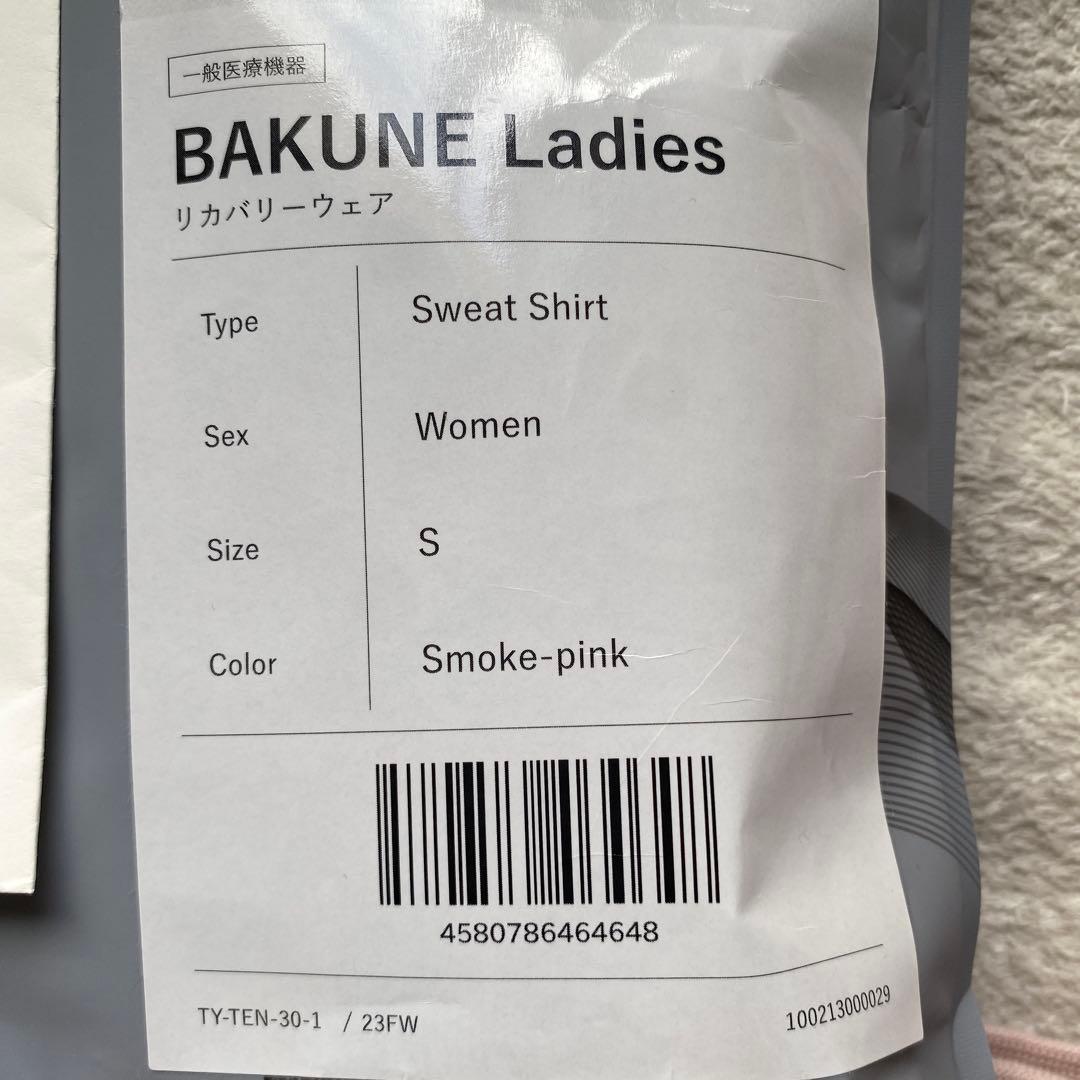 一般医療機器
BAKUNE Ladies
リカバリーウェア
Type Sweat Shirt
Sex Women
Size S
Color Smoke-pink
4580786464648
TY-TEN-30-1 / 23FW 100213000029